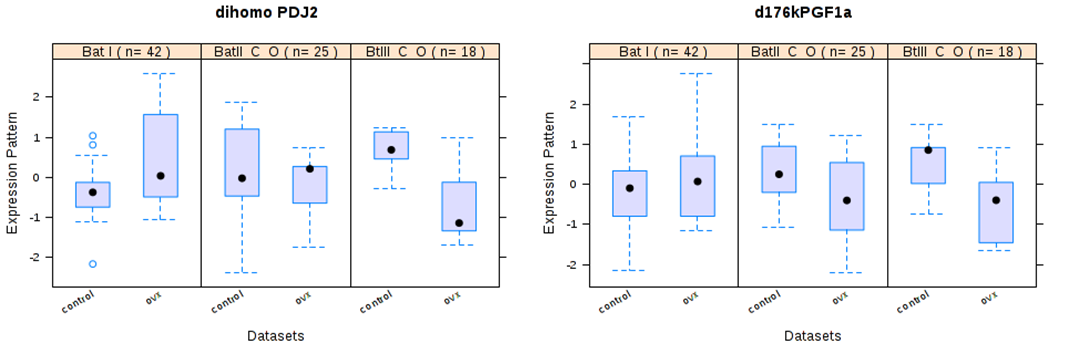 dihomo PDJ2
Bat I ( n= 42 )
BatII C O ( n= 25 )
BtIII C O ( n= 18 )
Expression Pattern
2
1
0
-1
-2
control
ovx
control
ovx
control
ovx
Datasets
d176kPGF1a
Bat I ( n= 42 )
BatII C O ( n= 25 )
BtIII C O ( n= 18 )
Expression Pattern
2
1
0
-1
-2
control
ovx
control
ovx
control
ovx
Datasets